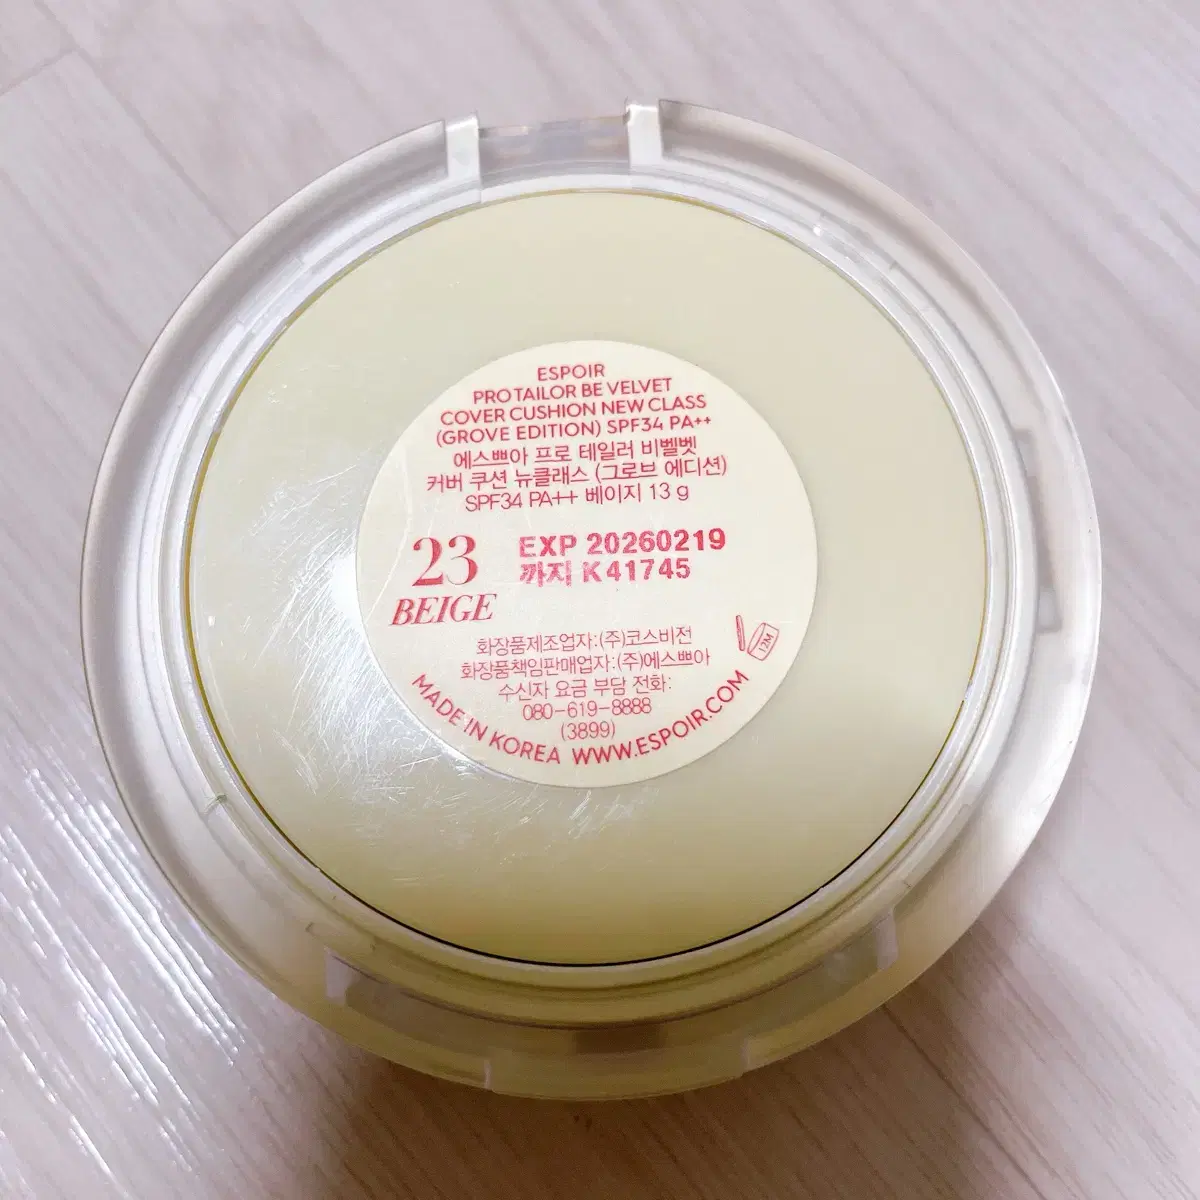 ESPOIR
PRO TAILOR BE VELVET
COVER CUSHION NEW CLASS
(GROVE EDITION) SPF34 PA++
에스쁘아 프로 테일러 비벨벳
커버 쿠션 뉴클래스 (그로브 에디션)
SPF34 PA++ 베이지 13 g
23
BEIGE
EXP 20260219
까지 K41745
화장품제조업자:(주)코스비전
화장품책임판매업자:(주)에스쁘아
수신자 요금 부담 전화:
080-619-8888
(3899)
12M
MADE IN KOREA WWW.ESPOIR.COM